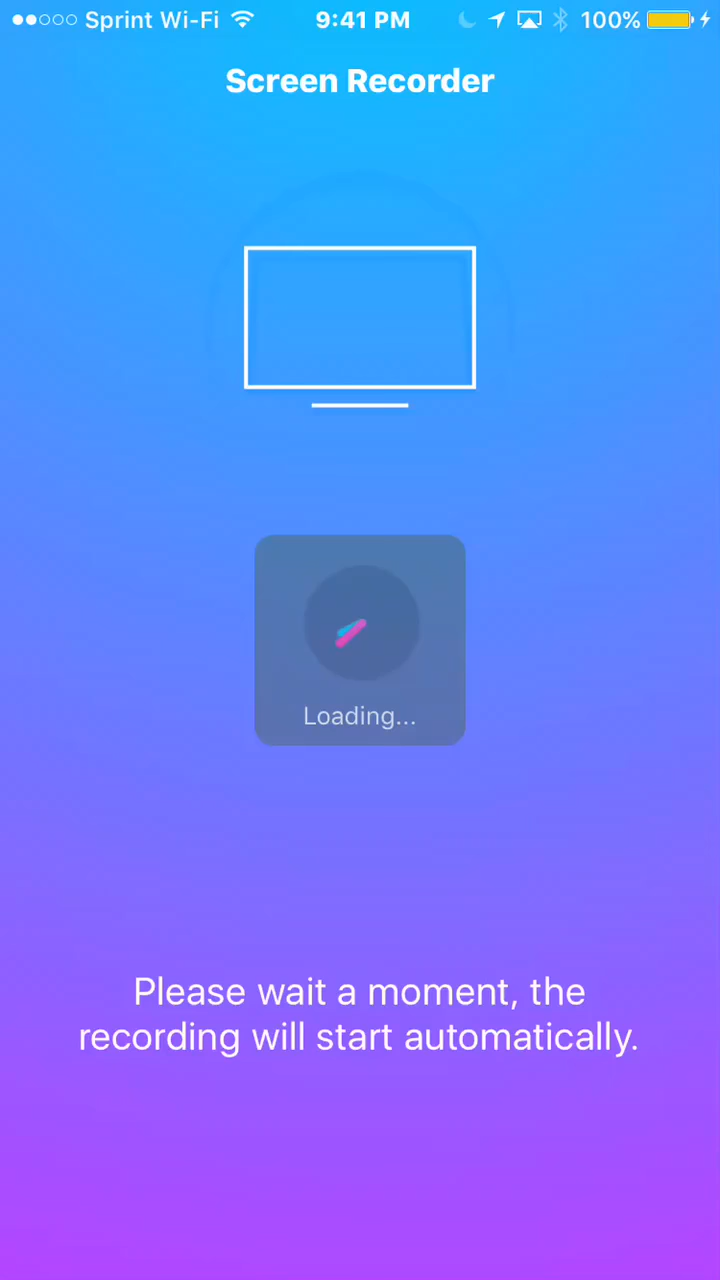 Sprint Wi-Fi 9:41 PM 100%
Screen Recorder
Loading...
Please wait a moment, the
recording will start automatically.